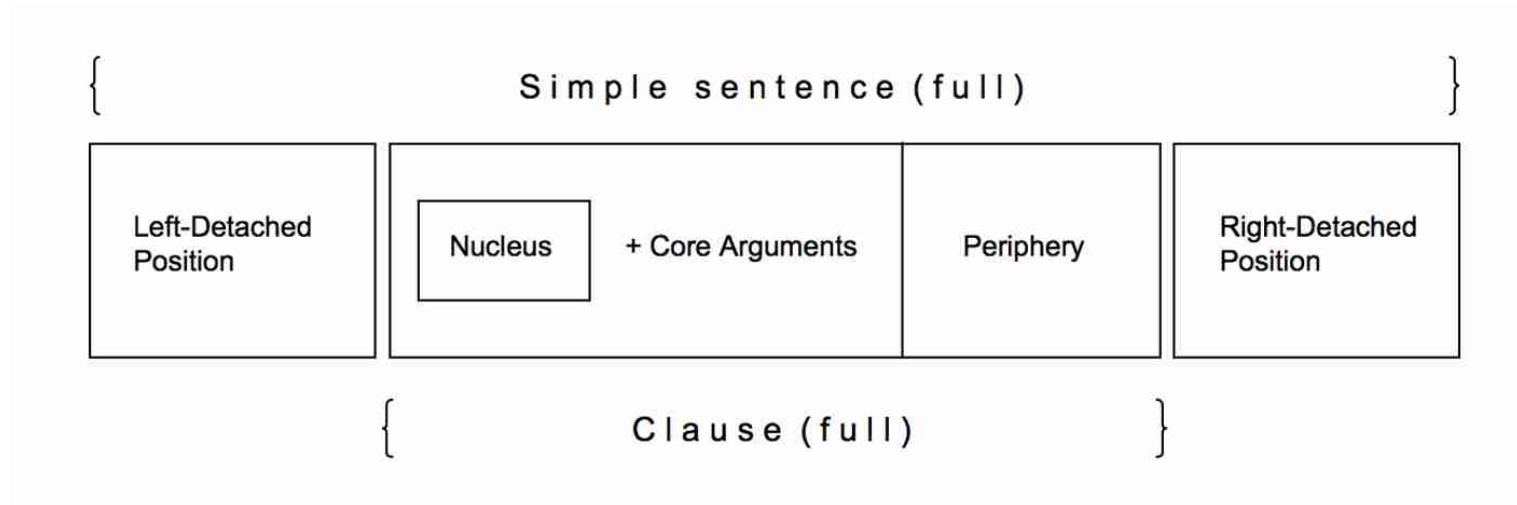 Simple sentence (full)
Left-Detached
Position
Nucleus
+ Core Arguments
Periphery
Right-Detached
Position
Clause (full)